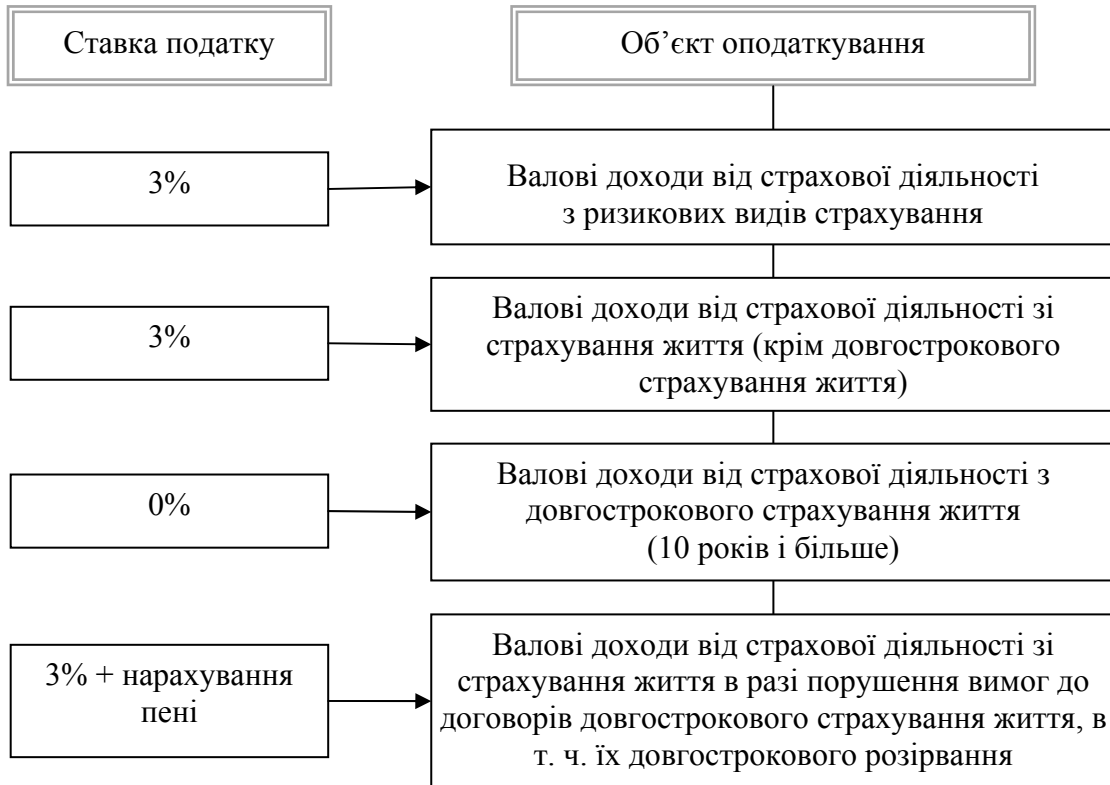 Ставка податку
Об’єкт оподаткування
3%
Валові доходи від страхової діяльності
з ризикових видів страхування
3%
Валові доходи від страхової діяльності зі
страхування життя (крім довгострокового
страхування життя)
0%
Валові доходи від страхової діяльності з
довгострокового страхування життя
(10 років і більше)
3% + нарахування
пені
Валові доходи від страхової діяльності зі
страхування життя в разі порушення вимог до
договорів довгострокового страхування життя, в
т. ч. їх довгострокового розірвання